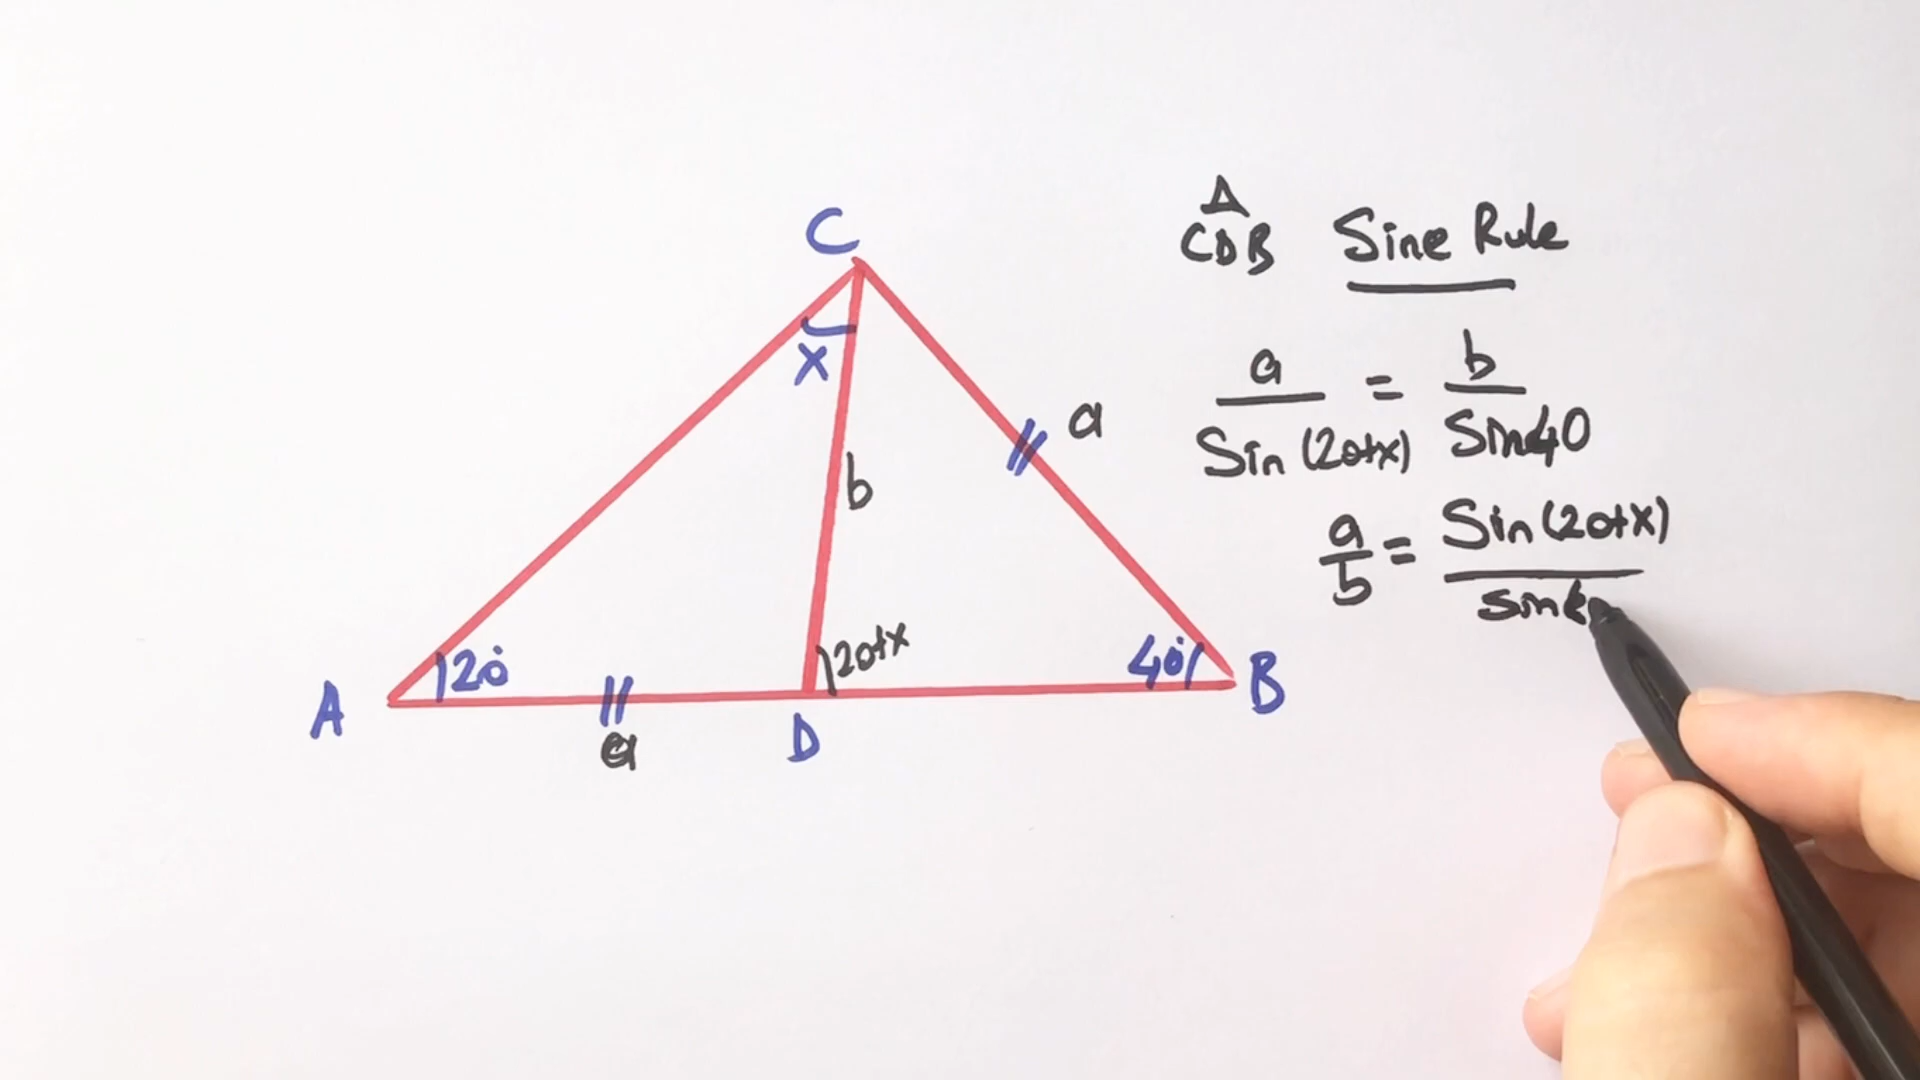 C
Δ
CDB Sine Rule
X
a
b
a = b
Sin (20+x) Sin40
a = Sin(20+x)
b
20°
20+x
40°
A
a
D
B